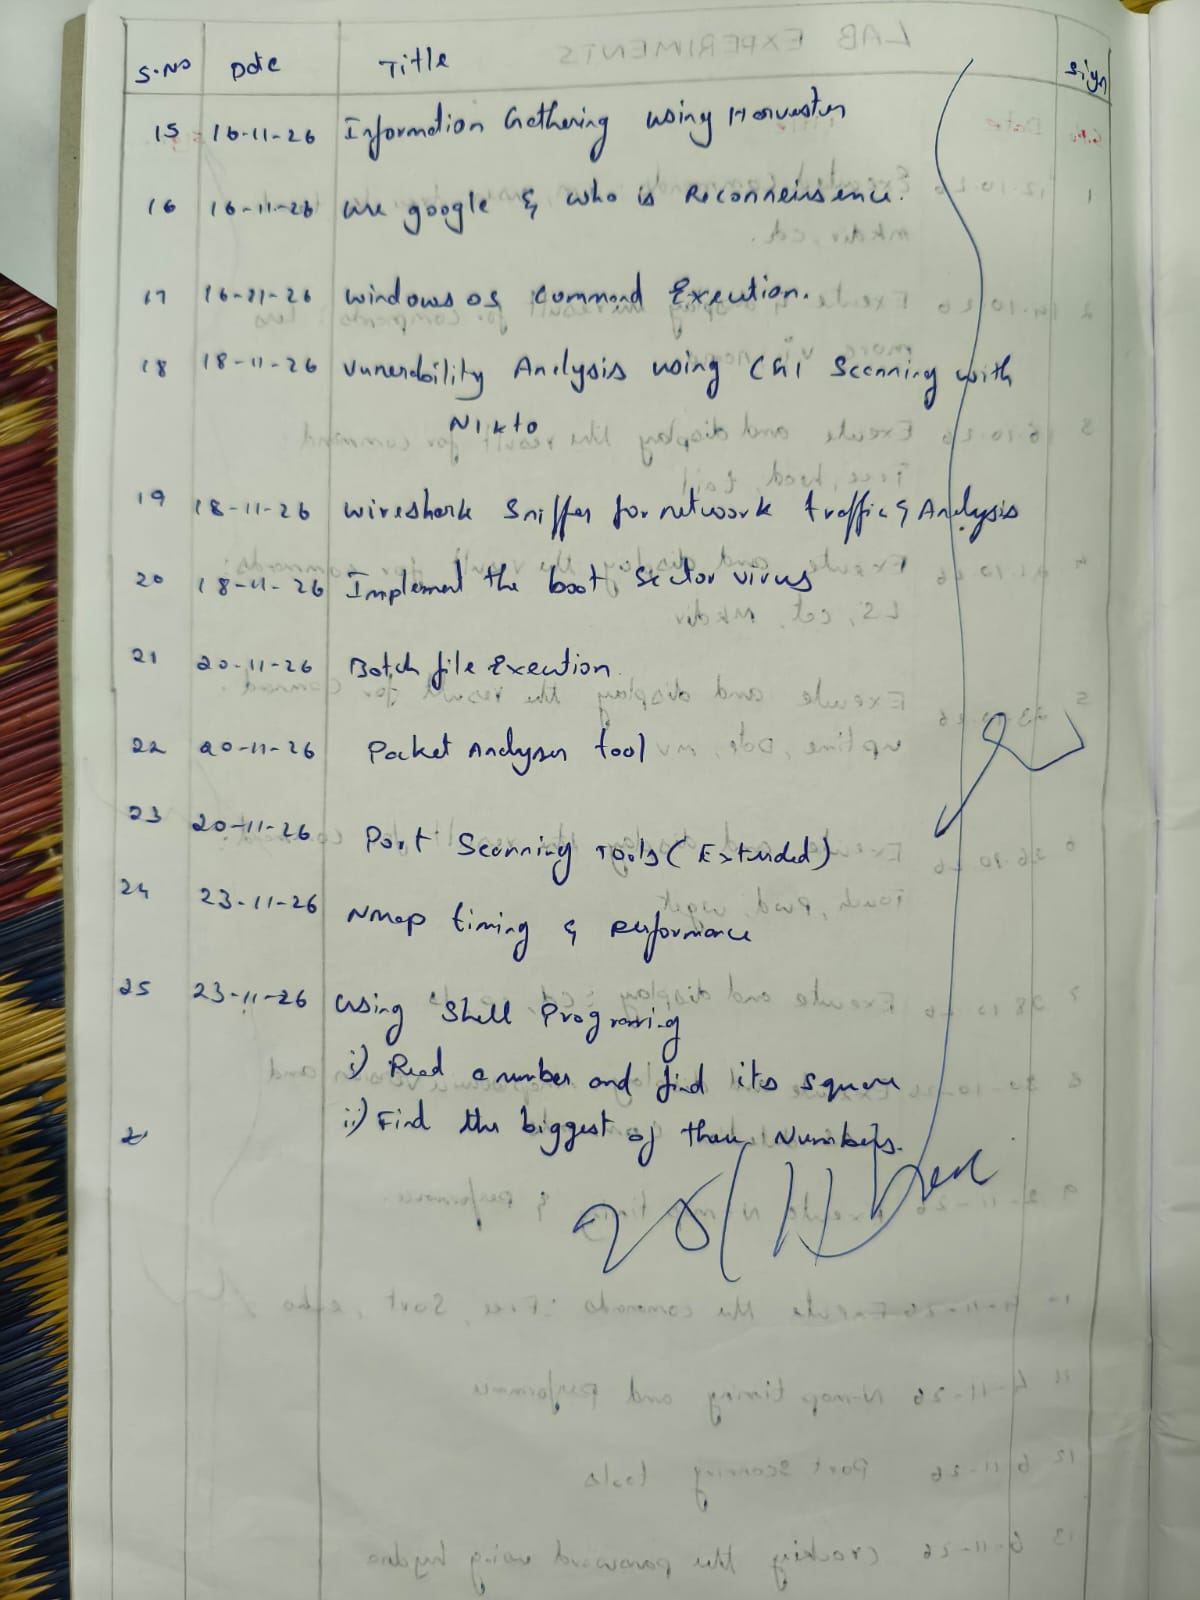 S.No Date Title Sign
15 16-11-26 Information Gathering using Harvester
16 16-11-26 use google & who is Reconneirsence.
17 16-11-26 windows os Command Execution.
18 18-11-26 Vunerability Analysis using CGI Scanning with
Nikto
19 18-11-26 wireshark Sniffer for network traffic & Analysis
20 18-11-26 Implement the boot Sector virus
21 20-11-26 Batch file Execution.
22 20-11-26 Packet Analyser tool
23 20-11-26 Port Scanning Tools (Extended)
24 23-11-26 Nmap timing & performance
25 23-11-26 Using Shell Programing
i) Read a number and find its square
ii) Find the biggest of three Numbers.